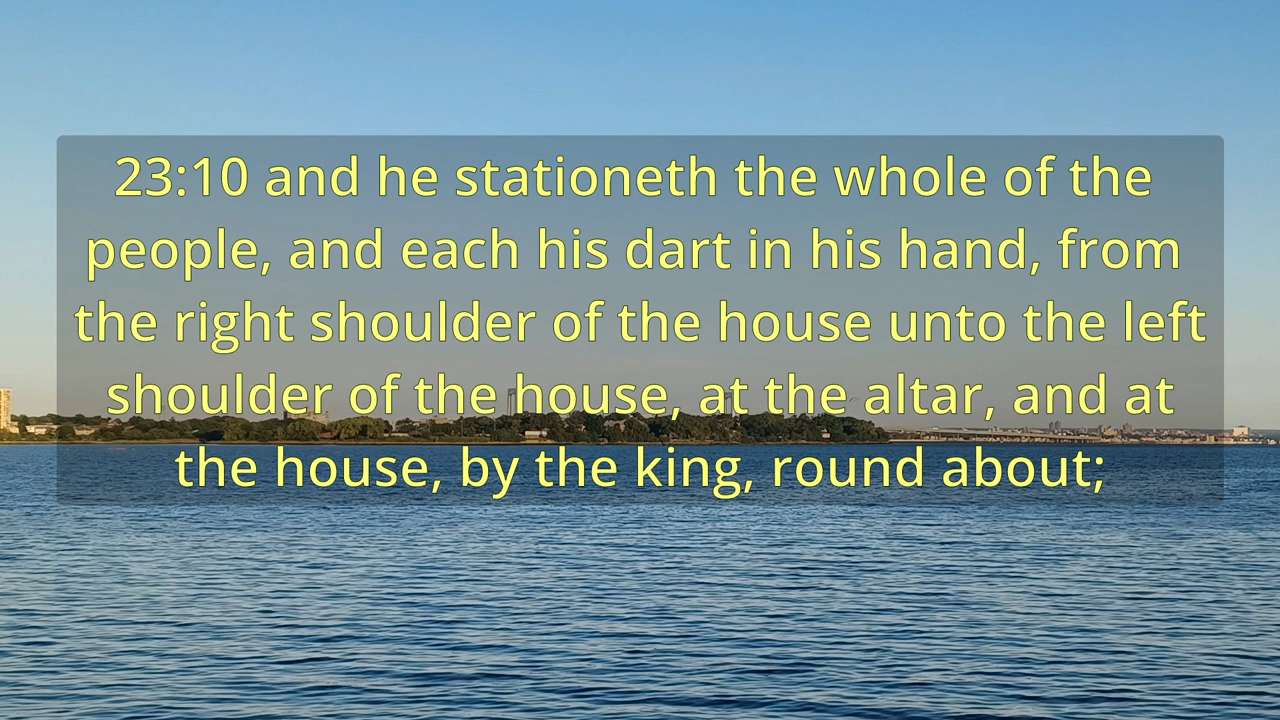 23:10 and he stationeth the whole of the
people, and each his dart in his hand, from
the right shoulder of the house unto the left
shoulder of the house, at the altar, and at
the house, by the king, round about;